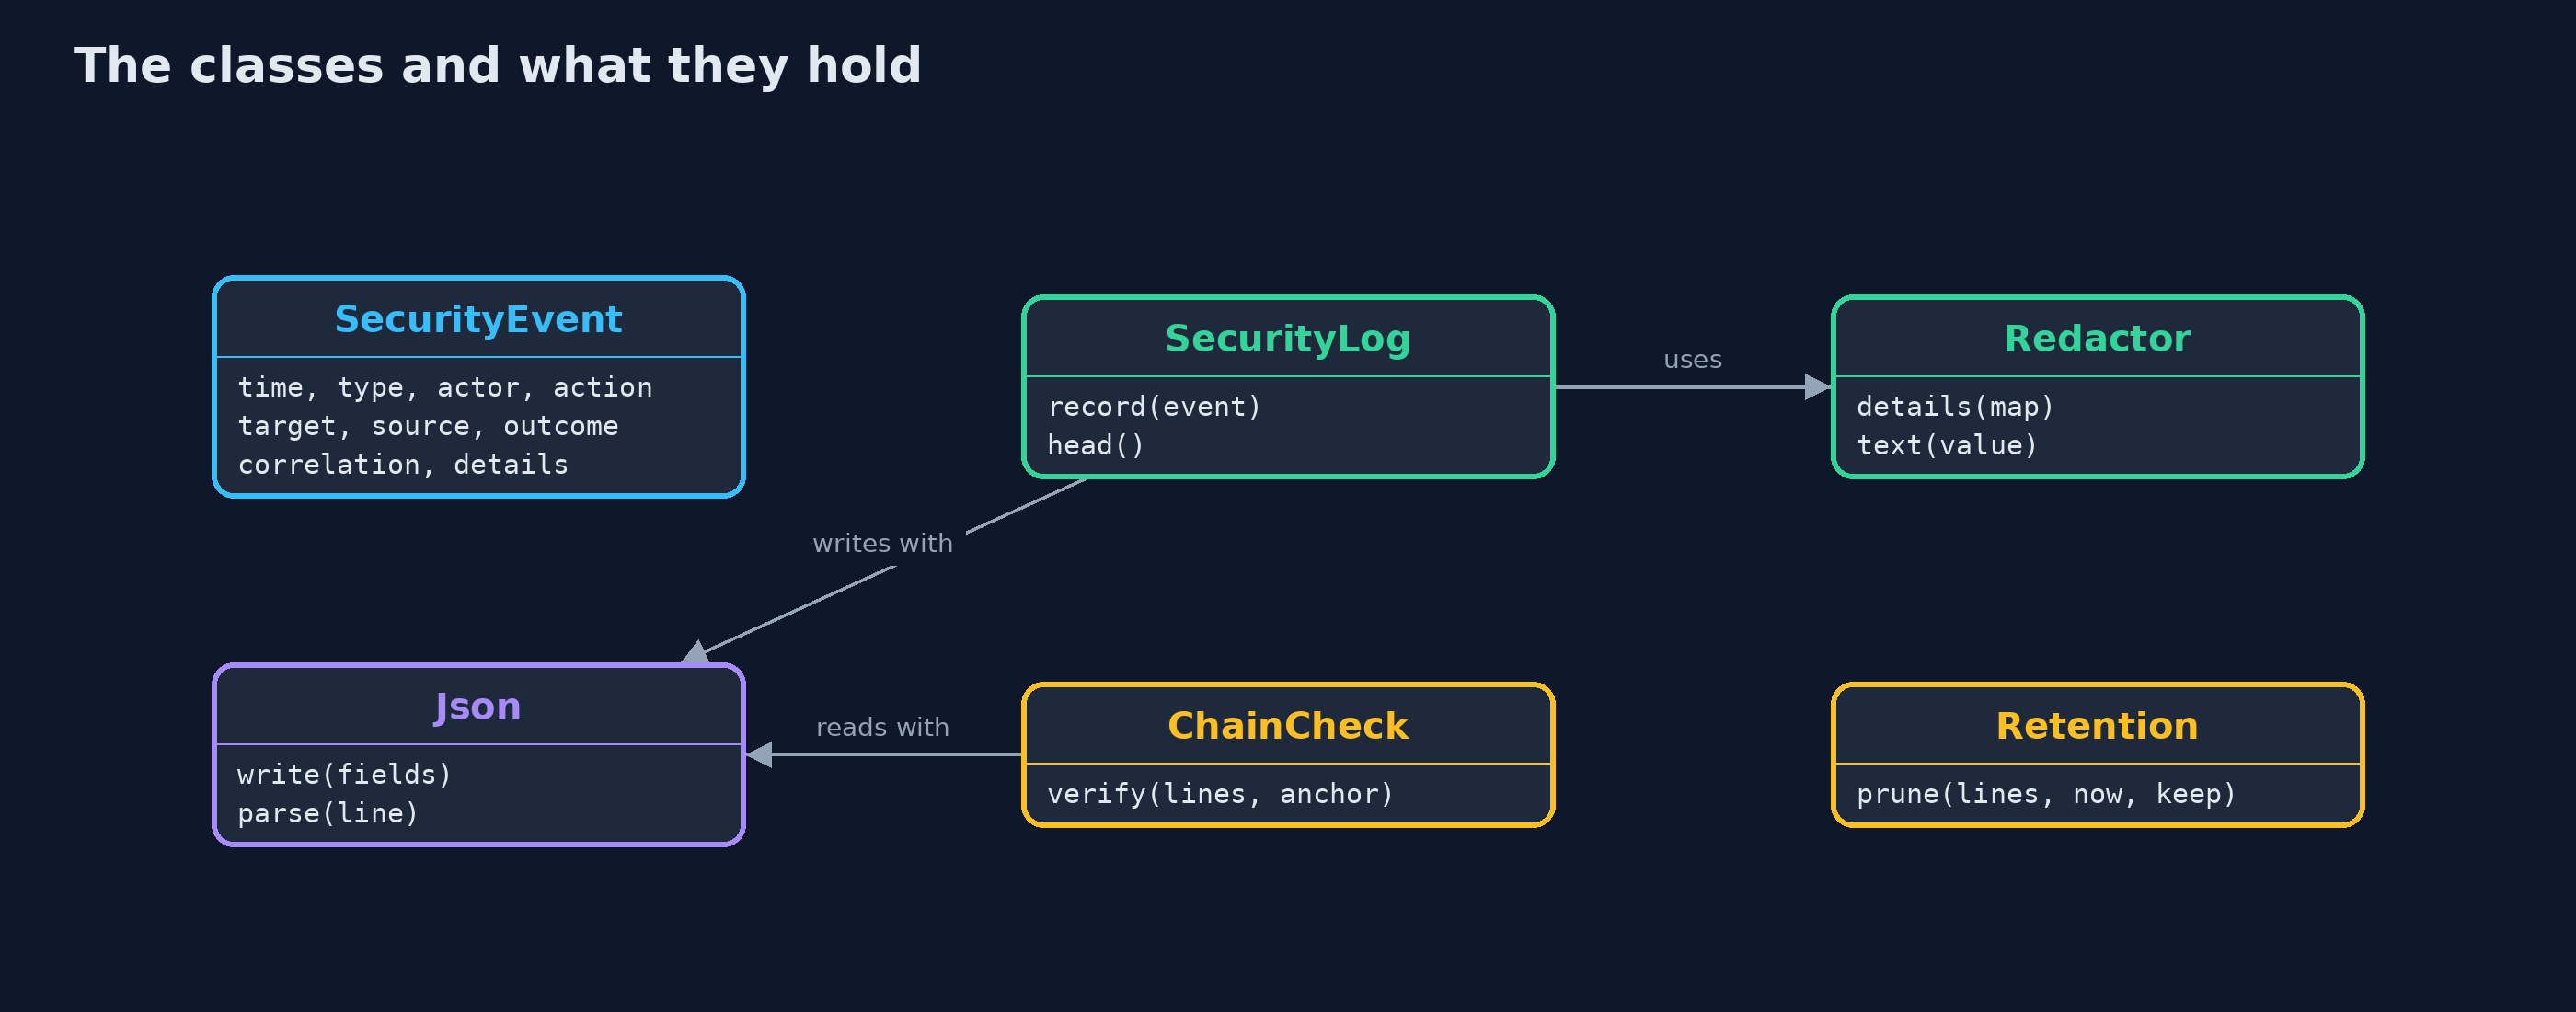 The classes and what they hold
SecurityEvent
time, type, actor, action
target, source, outcome
correlation, details
SecurityLog
record(event)
head()
uses
Redactor
details(map)
text(value)
writes with
Json
write(fields)
parse(line)
reads with
ChainCheck
verify(lines, anchor)
Retention
prune(lines, now, keep)